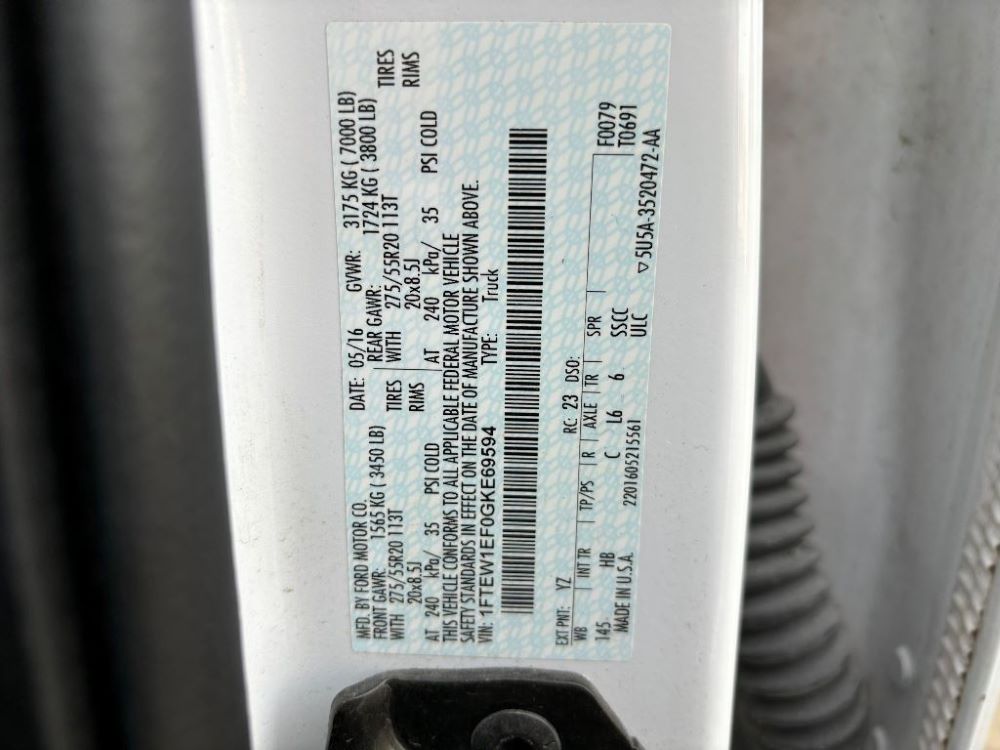 MFD. BY FORD MOTOR CO.
DATE: 05/16 GVWR: 3175 KG ( 7000 LB)
FRONT GAWR: 1565 KG ( 3450 LB) REAR GAWR: 1724 KG ( 3800 LB)
WITH 275/55R20 113T TIRES WITH 275/55R20 113T TIRES
20x8.5J RIMS 20x8.5J RIMS
AT 240 kPa/ 35 PSI COLD AT 240 kPa/ 35 PSI COLD
THIS VEHICLE CONFORMS TO ALL APPLICABLE FEDERAL MOTOR VEHICLE
SAFETY STANDARDS IN EFFECT ON THE DATE OF MANUFACTURE SHOWN ABOVE.
VIN: 1FTEW1EF0GKE69594 TYPE: Truck
EXT PNT: YZ RC: 23 DSO:
WB INT TR TP/PS R AXLE TR SPR F0079
145 HB C L6 6 SSCC T0691
MADE IN U.S.A. 2201605215561 ULC ▽5U5A-3520472-AA